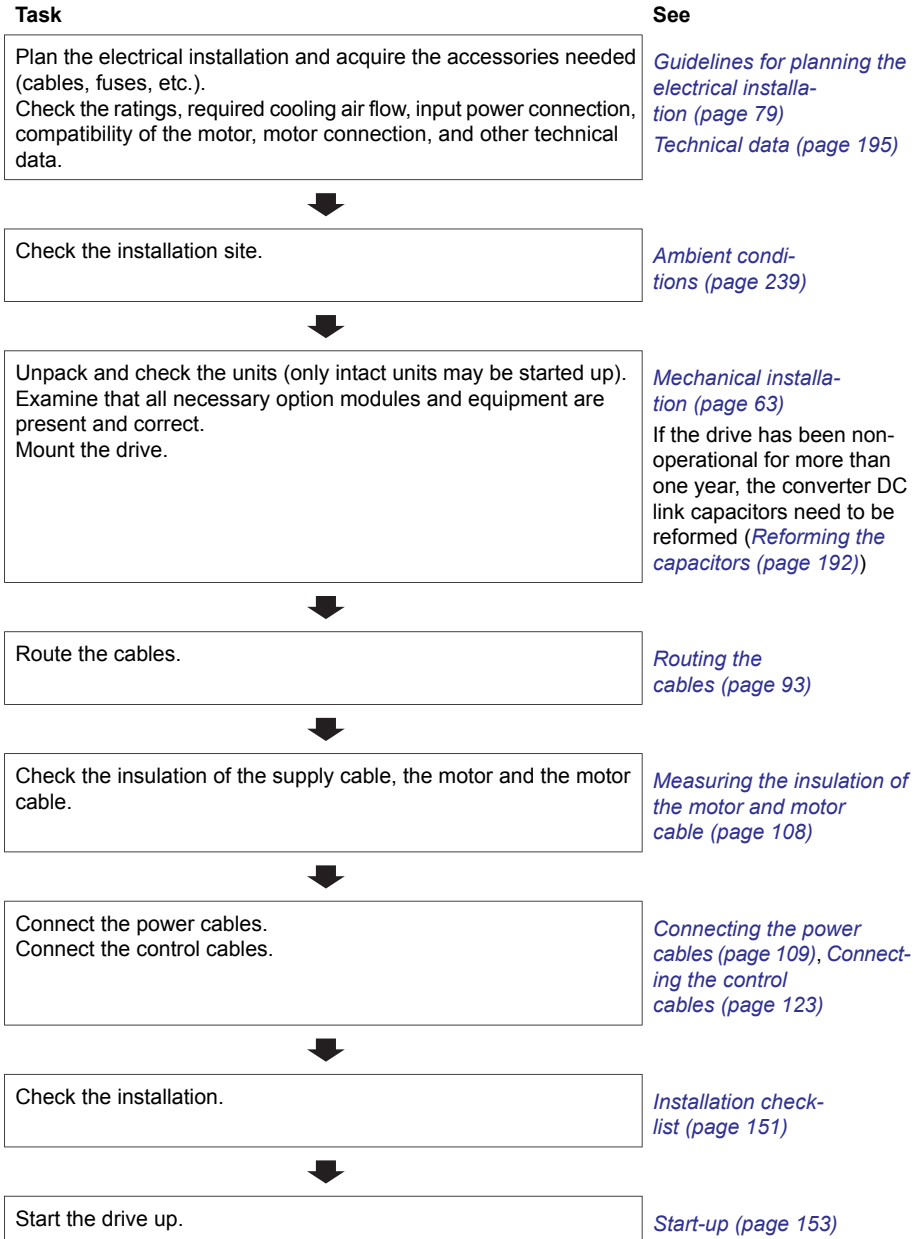 Task
See
Plan the electrical installation and acquire the accessories needed
(cables, fuses, etc.).
Check the ratings, required cooling air flow, input power connection,
compatibility of the motor, motor connection, and other technical
data.
Guidelines for planning the
electrical installa-
tion (page 79)
Technical data (page 195)
Check the installation site.
Ambient condi-
tions (page 239)
Unpack and check the units (only intact units may be started up).
Examine that all necessary option modules and equipment are
present and correct.
Mount the drive.
Mechanical installa-
tion (page 63)
If the drive has been non-
operational for more than
one year, the converter DC
link capacitors need to be
reformed (Reforming the
capacitors (page 192))
Route the cables.
Routing the
cables (page 93)
Check the insulation of the supply cable, the motor and the motor
cable.
Measuring the insulation of
the motor and motor
cable (page 108)
Connect the power cables.
Connect the control cables.
Connecting the power
cables (page 109), Connect-
ing the control
cables (page 123)
Check the installation.
Installation check-
list (page 151)
Start the drive up.
Start-up (page 153)